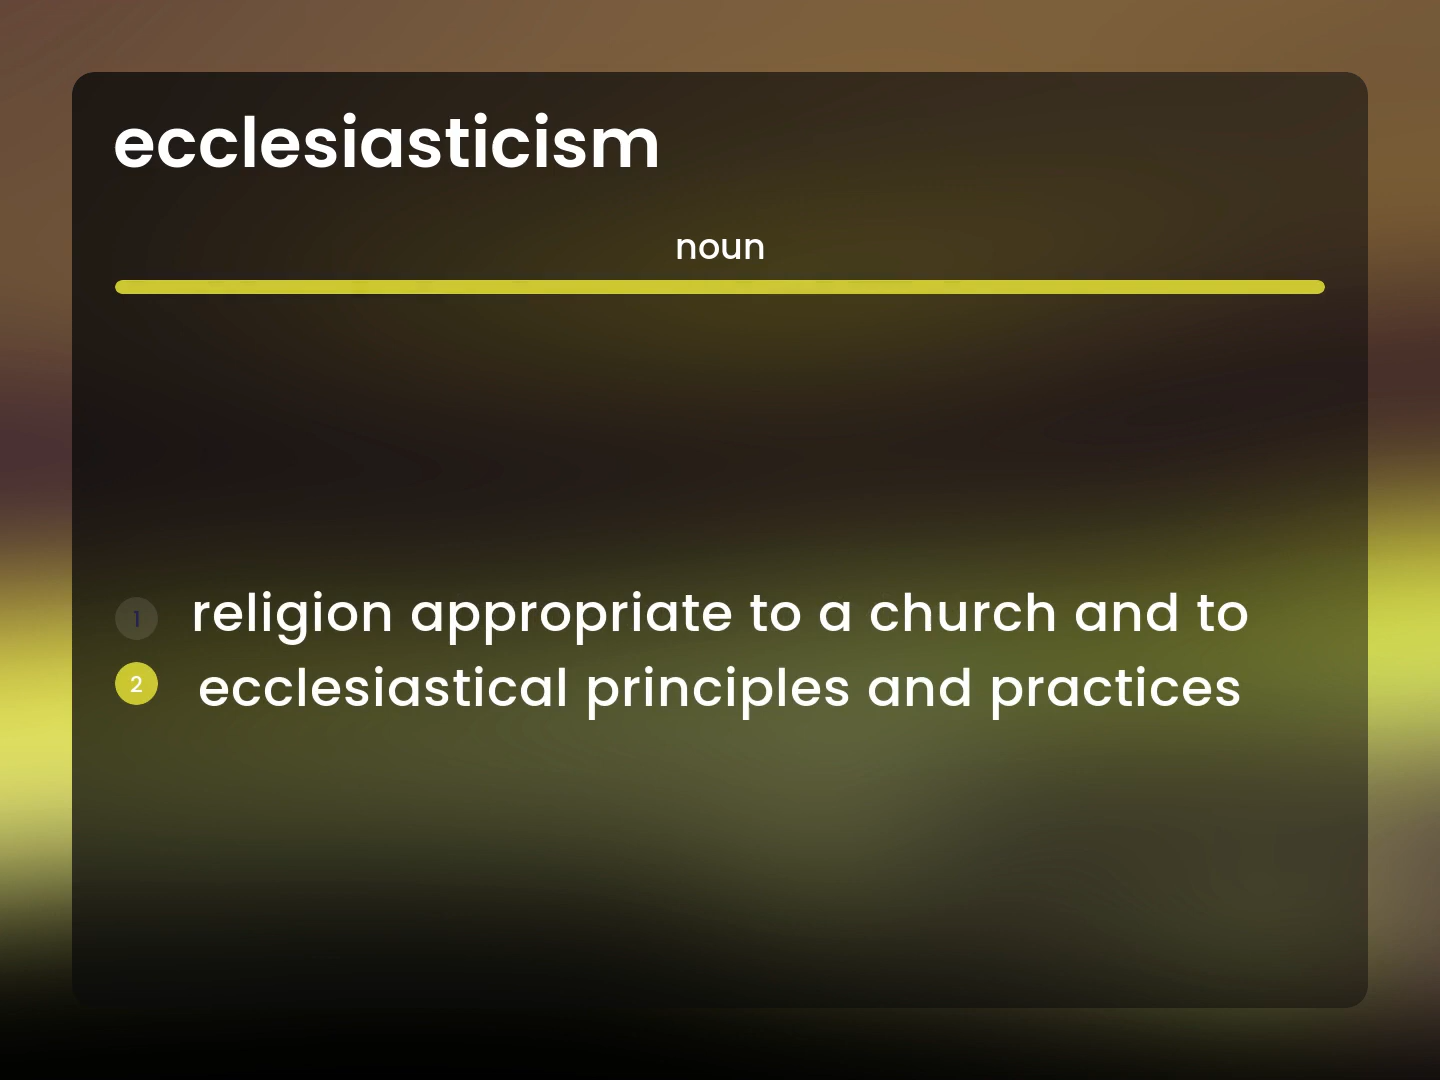 ecclesiasticism
noun
1 religion appropriate to a church and to
2 ecclesiastical principles and practices